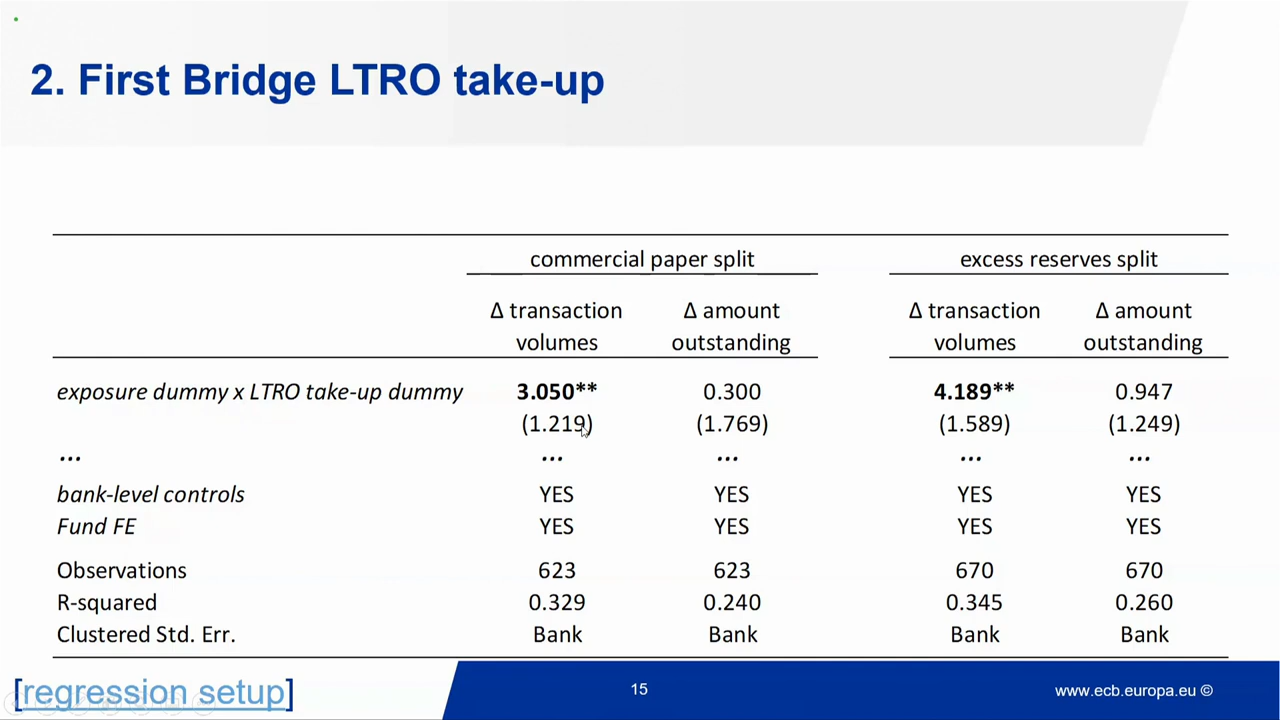 2. First Bridge LTRO take-up
commercial paper split excess reserves split
Δ transaction volumes Δ amount outstanding Δ transaction volumes Δ amount outstanding
exposure dummy x LTRO take-up dummy 3.050** 0.300 4.189** 0.947
(1.219) (1.769) (1.589) (1.249)
... ... ... ... ...
bank-level controls YES YES YES YES
Fund FE YES YES YES YES
Observations 623 623 670 670
R-squared 0.329 0.240 0.345 0.260
Clustered Std. Err. Bank Bank Bank Bank
[regression setup] 15 www.ecb.europa.eu ©